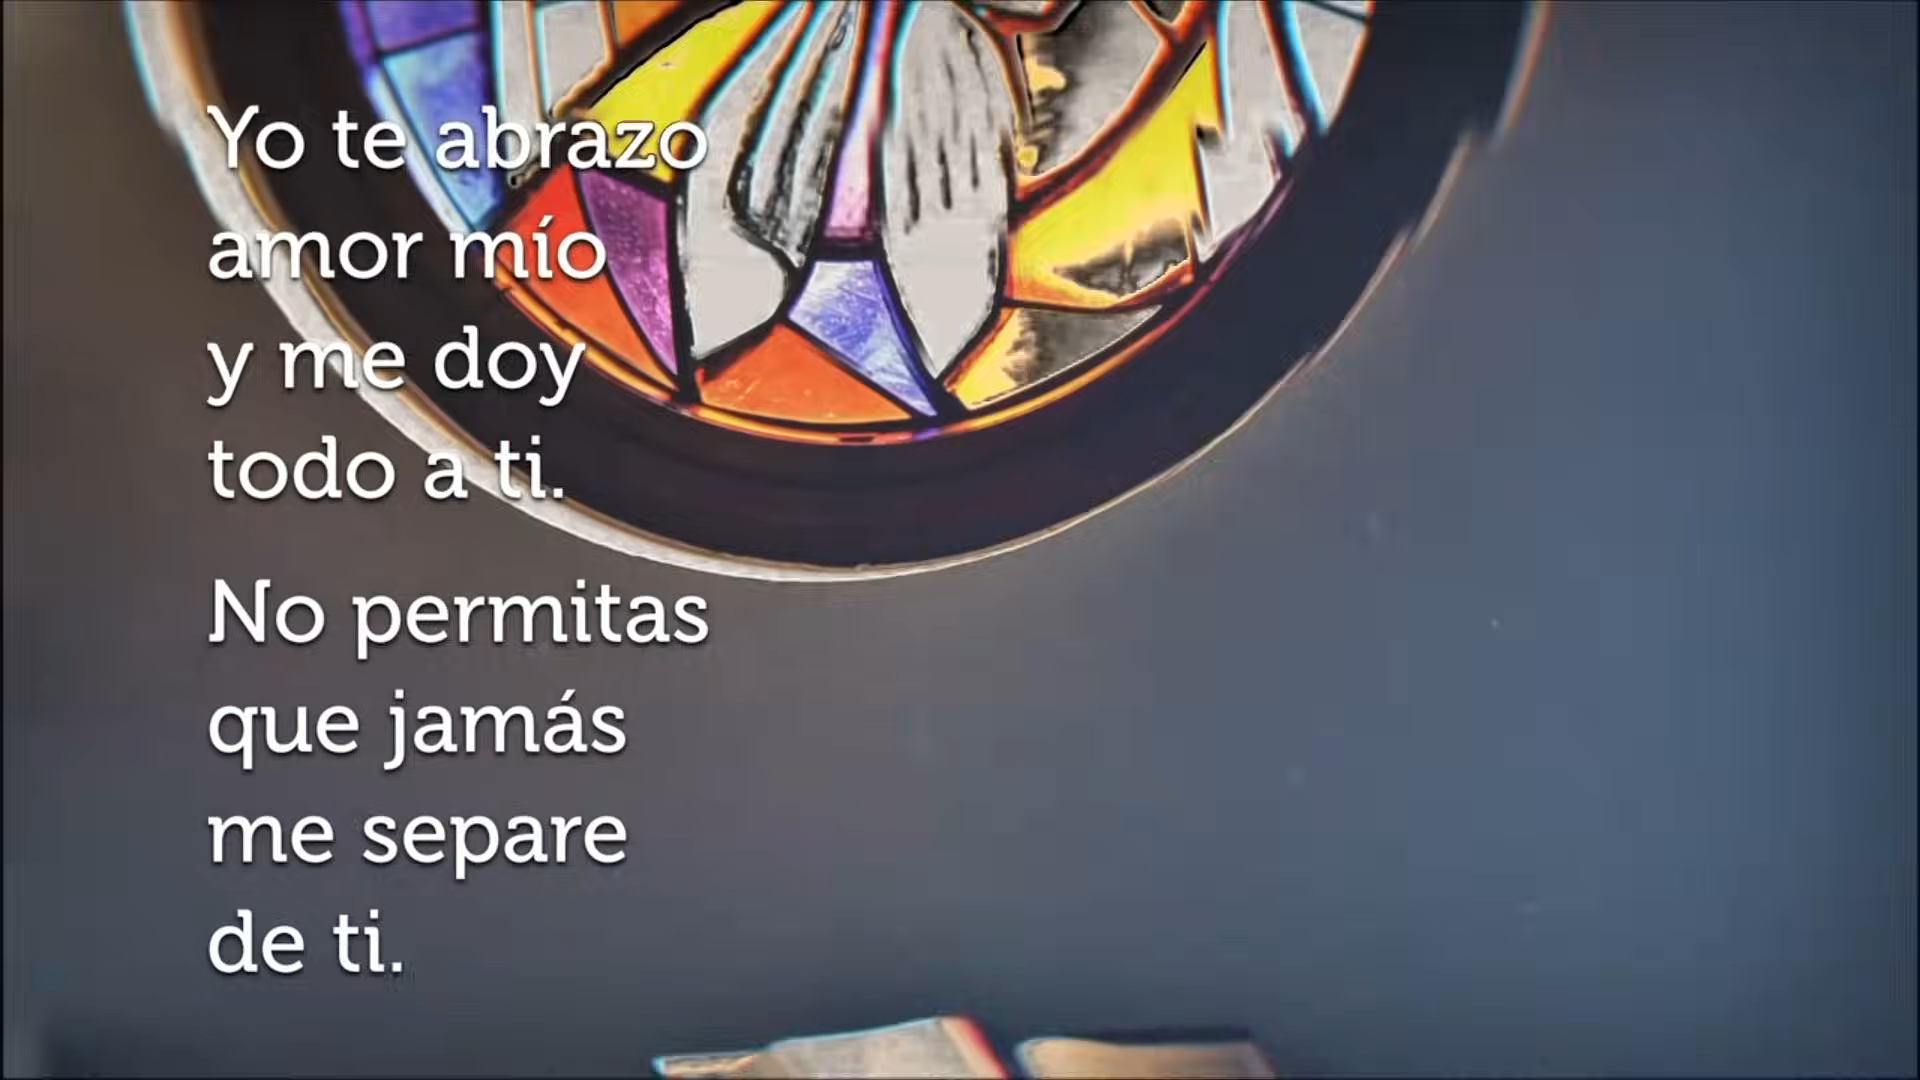 Yo te abrazo
amor mío
y me doy
todo a ti.
No permitas
que jamás
me separe
de ti.